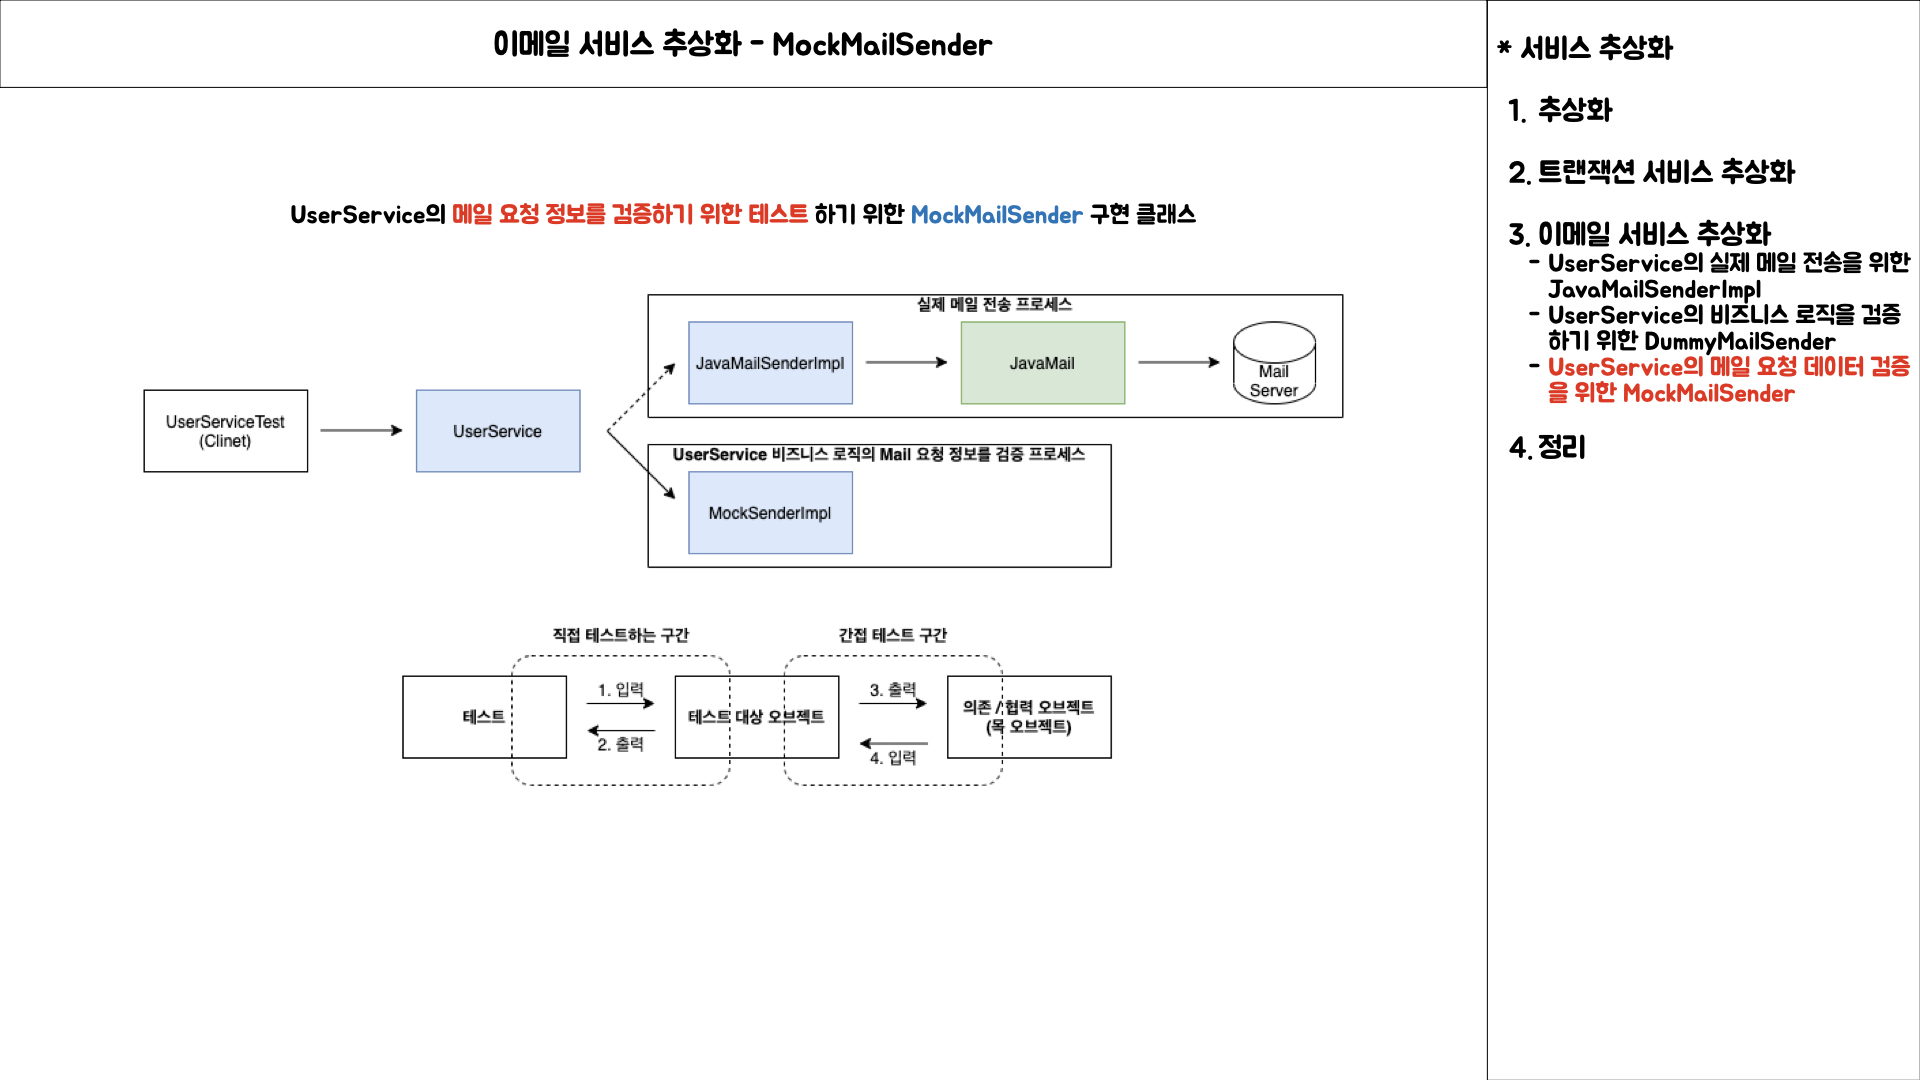 이메일 서비스 추상화 - MockMailSender
UserService의 메일 요청 정보를 검증하기 위한 테스트 하기 위한 MockMailSender 구현 클래스
실제 메일 전송 프로세스
JavaMailSenderImpl
JavaMail
Mail
Server
UserServiceTest
(Clinet)
UserService
UserService 비즈니스 로직의 Mail 요청 정보를 검증 프로세스
MockSenderImpl
직접 테스트하는 구간
간접 테스트 구간
테스트
1. 입력
2. 출력
테스트 대상 오브젝트
3. 출력
4. 입력
의존 / 협력 오브젝트
(목 오브젝트)
* 서비스 추상화
1. 추상화
2. 트랜잭션 서비스 추상화
3. 이메일 서비스 추상화
- UserService의 실제 메일 전송을 위한
JavaMailSenderImpl
- UserService의 비즈니스 로직을 검증
하기 위한 DummyMailSender
- UserService의 메일 요청 데이터 검증
을 위한 MockMailSender
4. 정리